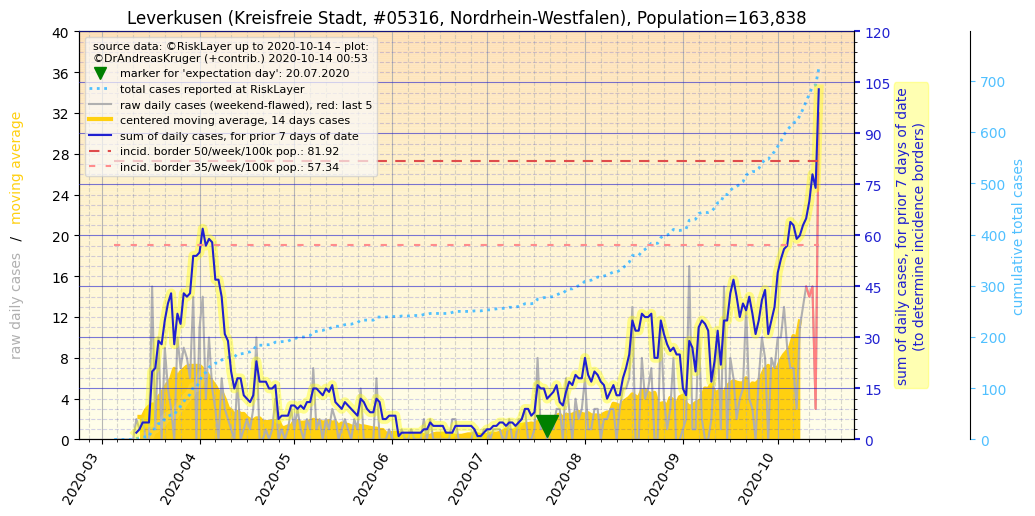 Leverkusen (Kreisfreie Stadt, #05316, Nordrhein-Westfalen), Population=163,838
source data: ©RiskLayer up to 2020-10-14 – plot:
©DrAndreasKruger (+contrib.) 2020-10-14 00:53
marker for 'expectation day': 20.07.2020
total cases reported at RiskLayer
raw daily cases (weekend-flawed), red: last 5
centered moving average, 14 days cases
sum of daily cases, for prior 7 days of date
incid. border 50/week/100k pop.: 81.92
incid. border 35/week/100k pop.: 57.34
raw daily cases / moving average
40
36
32
28
24
20
16
12
8
4
0
2020-03
2020-04
2020-05
2020-06
2020-07
2020-08
2020-09
2020-10
120
105
90
75
60
45
30
15
0
sum of daily cases, for prior 7 days of date
(to determine incidence borders)
700
600
500
400
300
200
100
0
cumulative total cases